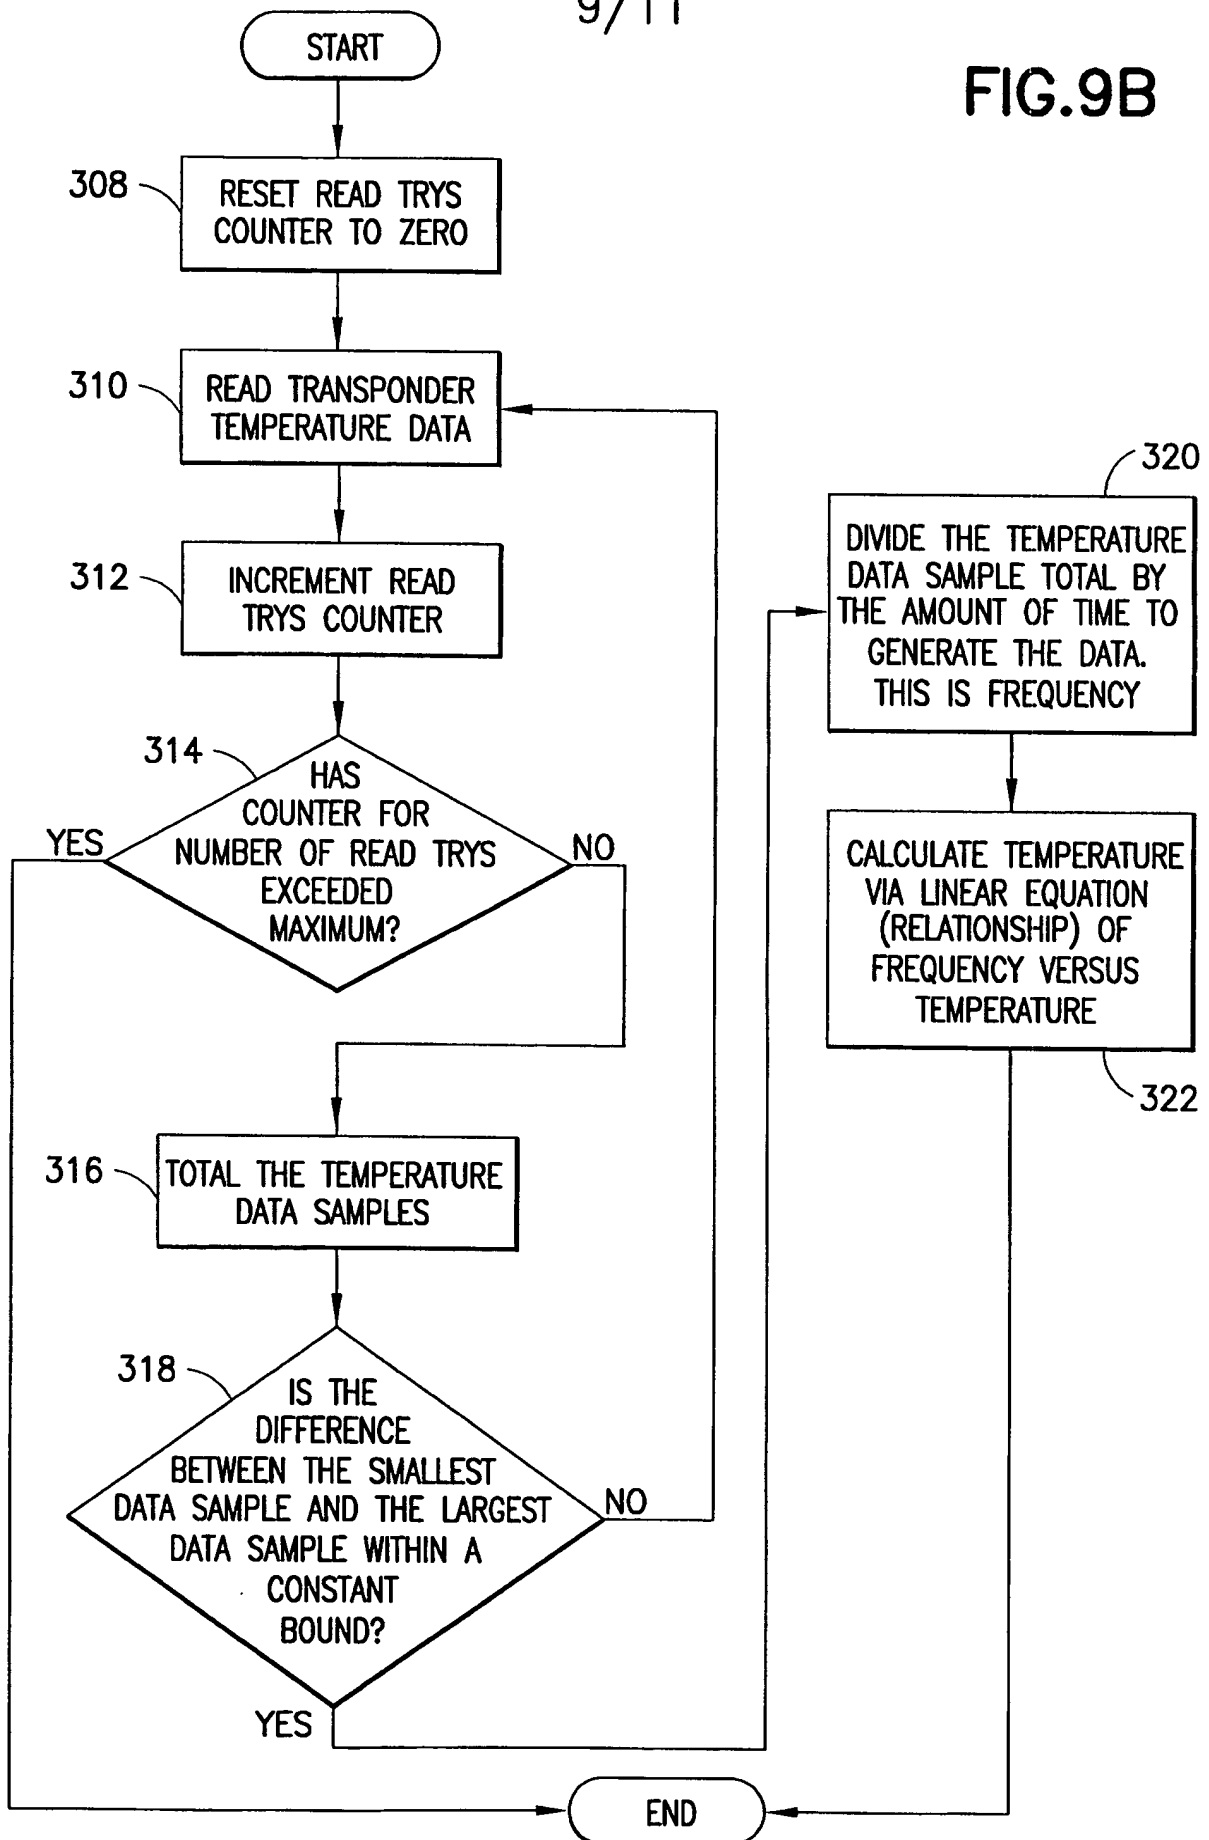 9/11
START
FIG.9B
308
RESET READ TRYS
COUNTER TO ZERO
310
READ TRANSPONDER
TEMPERATURE DATA
312
INCREMENT READ
TRYS COUNTER
314
HAS
COUNTER FOR
NUMBER OF READ TRYS
EXCEEDED
MAXIMUM?
YES
NO
316
TOTAL THE TEMPERATURE
DATA SAMPLES
318
IS THE
DIFFERENCE
BETWEEN THE SMALLEST
DATA SAMPLE AND THE LARGEST
DATA SAMPLE WITHIN A
CONSTANT
BOUND?
NO
YES
320
DIVIDE THE TEMPERATURE
DATA SAMPLE TOTAL BY
THE AMOUNT OF TIME TO
GENERATE THE DATA.
THIS IS FREQUENCY
CALCULATE TEMPERATURE
VIA LINEAR EQUATION
(RELATIONSHIP) OF
FREQUENCY VERSUS
TEMPERATURE
322
END